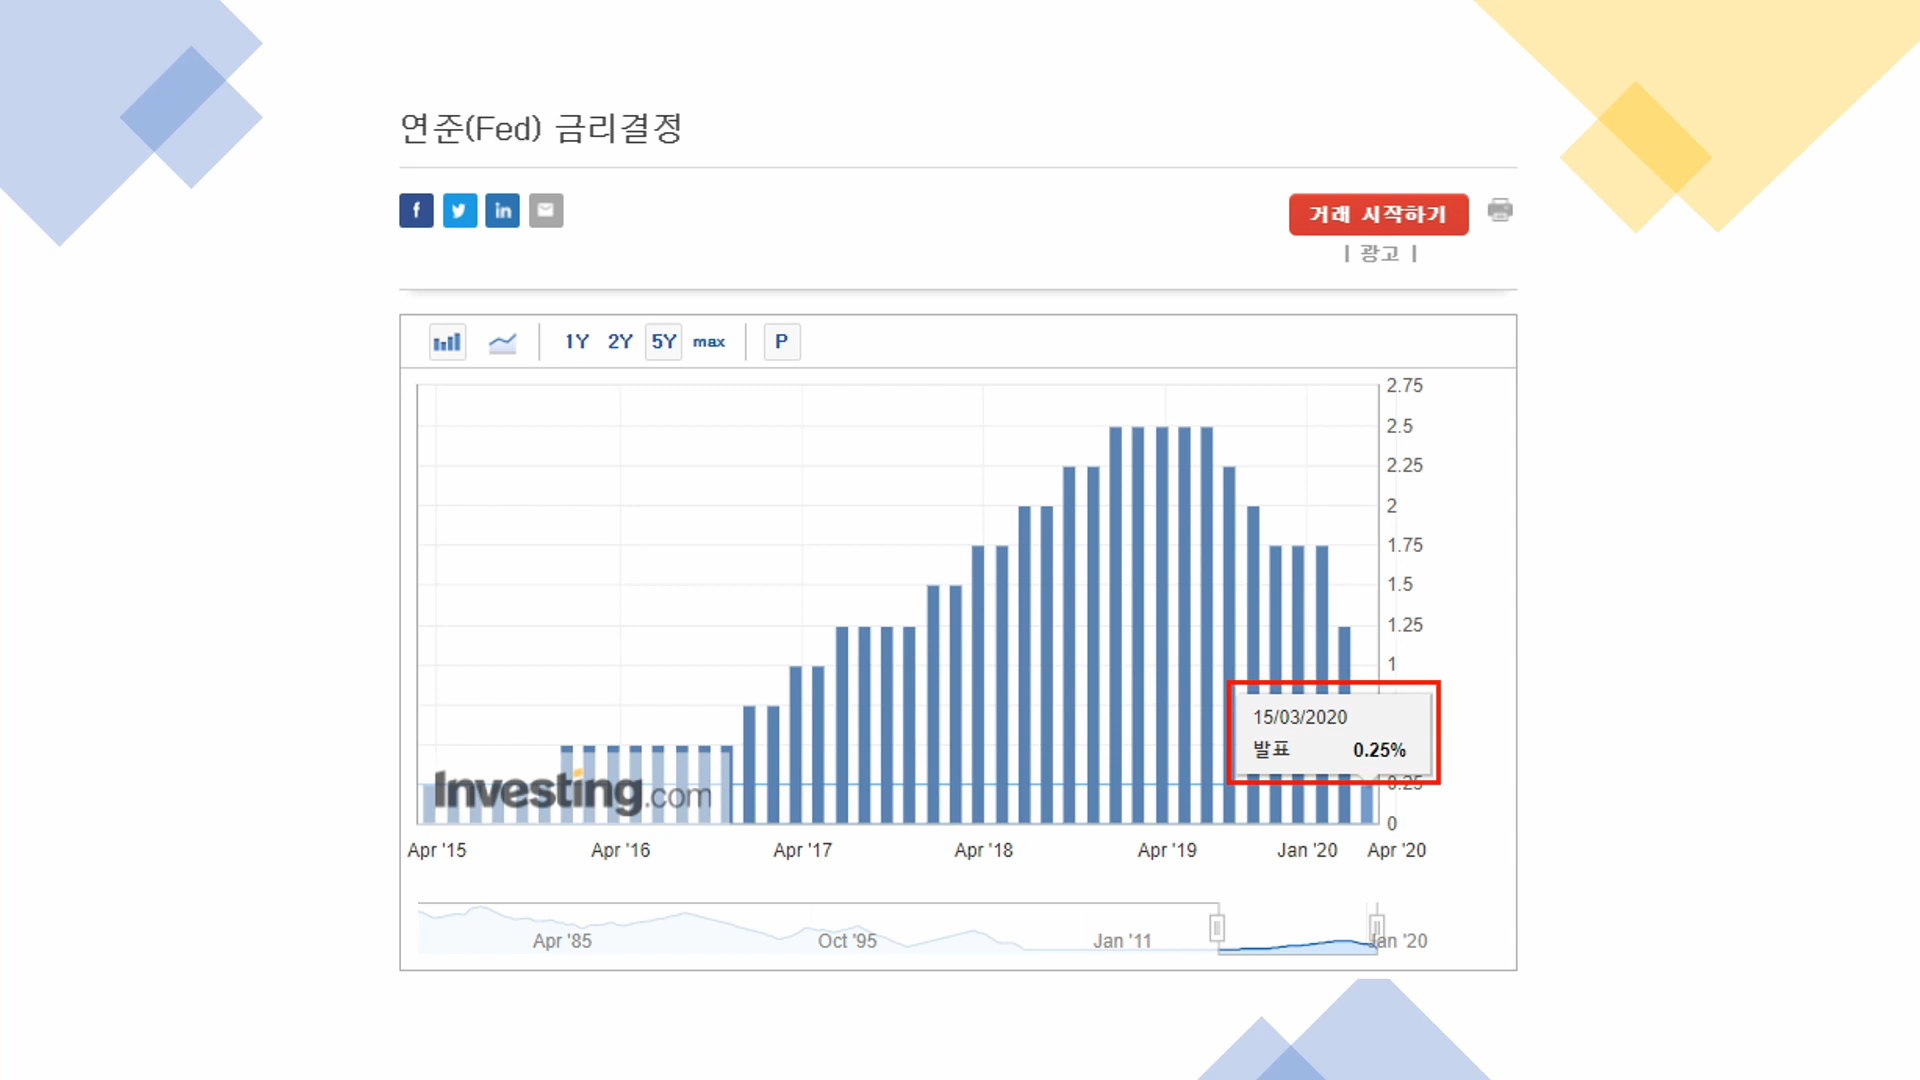 연준(Fed) 금리결정
f in
거래 시작하기
| 광고 |
1Y 2Y 5Y max P
2.75
2.5
2.25
2
1.75
1.5
1.25
1
15/03/2020
발표 0.25%
0.25
0
Investing.com
Apr '15 Apr '16 Apr '17 Apr '18 Apr '19 Jan '20 Apr '20
Apr '85 Oct '95 Jan '11 Jan '20